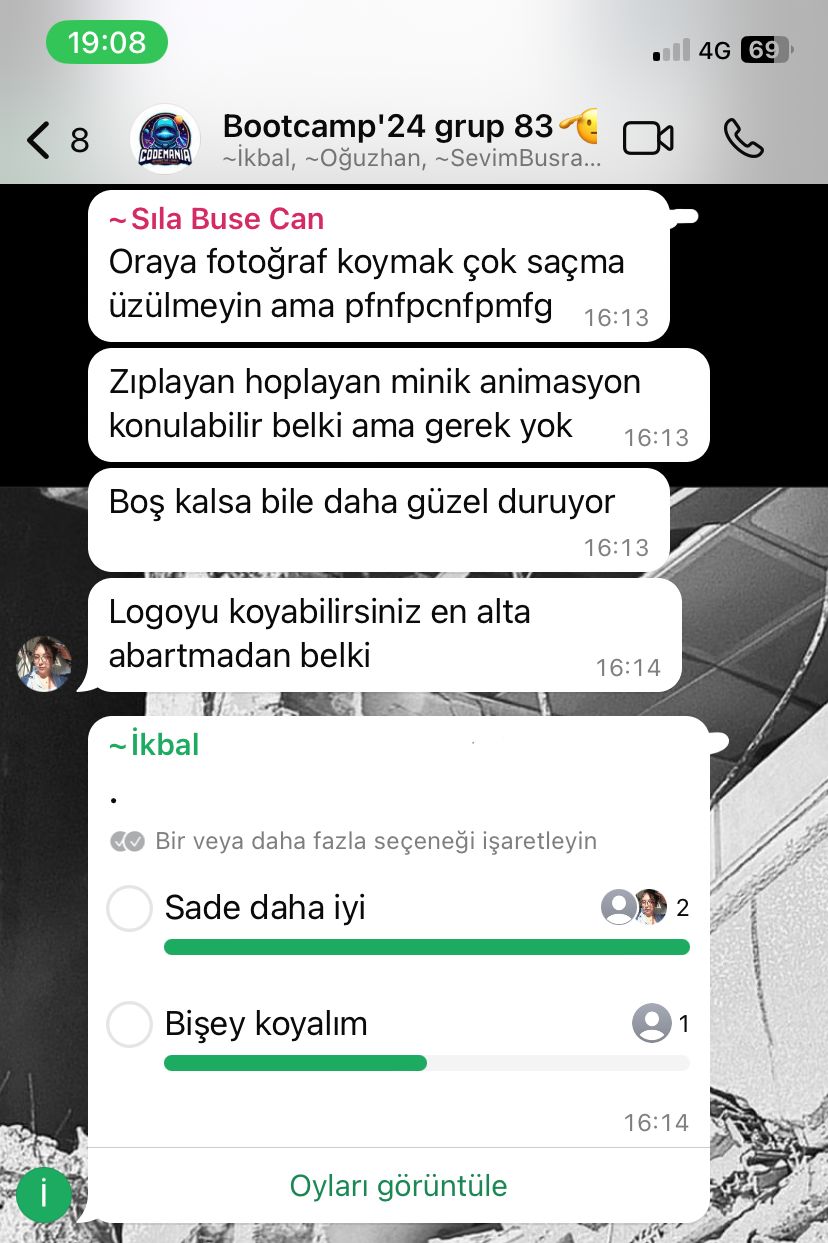 19:08
4G 69
8
CODEMANIA
Bootcamp'24 grup 83🫡
~İkbal, ~Oğuzhan, ~SevimBusra...
~Sıla Buse Can
Oraya fotoğraf koymak çok saçma
üzülmeyin ama pfnfpcnfpmfg 16:13
Zıplayan hoplayan minik animasyon
konulabilir belki ama gerek yok 16:13
Boş kalsa bile daha güzel duruyor
16:13
Logoyu koyabilirsiniz en alta
abartmadan belki 16:14
~İkbal
.
Bir veya daha fazla seçeneği işaretleyin
Sade daha iyi 2
Bişey koyalım 1
16:14
İ
Oyları görüntüle